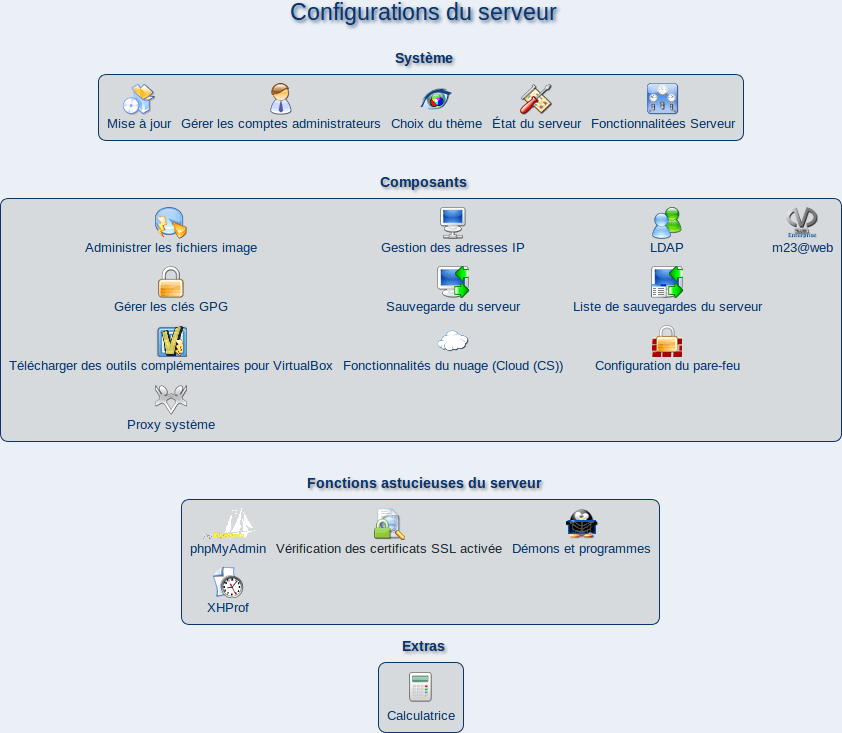 Configurations du serveur
Système
Mise à jour Gérer les comptes administrateurs Choix du thème État du serveur Fonctionnalitées Serveur
Composants
Enterprise
Administrer les fichiers image Gestion des adresses IP LDAP m23@web
Gérer les clés GPG Sauvegarde du serveur Liste de sauvegardes du serveur
Télécharger des outils complémentaires pour VirtualBox Fonctionnalités du nuage (Cloud (CS)) Configuration du pare-feu
Proxy système
Fonctions astucieuses du serveur
phpMyAdmin Vérification des certificats SSL activée Démons et programmes
XHProf
Extras
Calculatrice